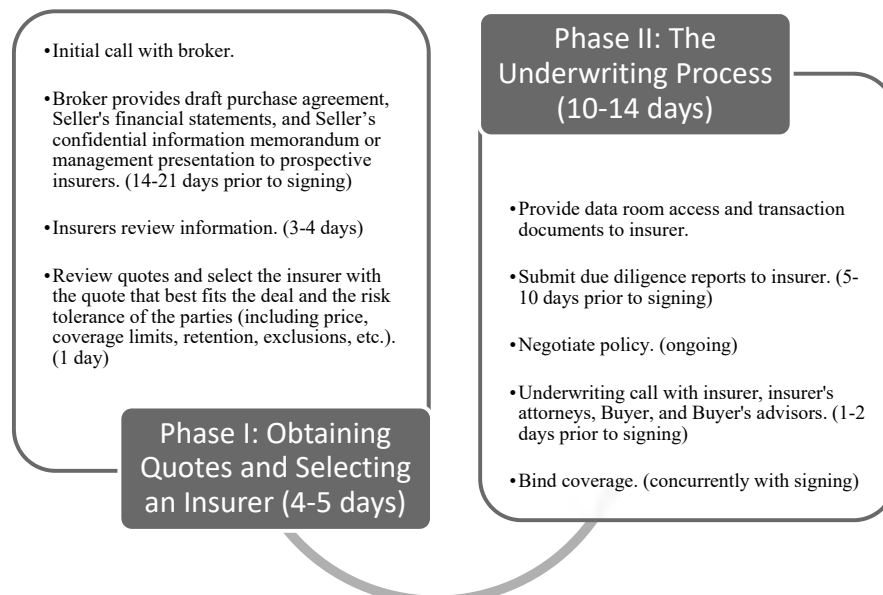 •Initial call with broker.
•Broker provides draft purchase agreement,
Seller's financial statements, and Seller’s
confidential information memorandum or
management presentation to prospective
insurers. (14-21 days prior to signing)
•Insurers review information. (3-4 days)
•Review quotes and select the insurer with
the quote that best fits the deal and the risk
tolerance of the parties (including price,
coverage limits, retention, exclusions, etc.).
(1 day)
Phase I: Obtaining
Quotes and Selecting
an Insurer (4-5 days)
Phase II: The
Underwriting Process
(10-14 days)
•Provide data room access and transaction
documents to insurer.
•Submit due diligence reports to insurer. (5-
10 days prior to signing)
•Negotiate policy. (ongoing)
•Underwriting call with insurer, insurer's
attorneys, Buyer, and Buyer's advisors. (1-2
days prior to signing)
•Bind coverage. (concurrently with signing)